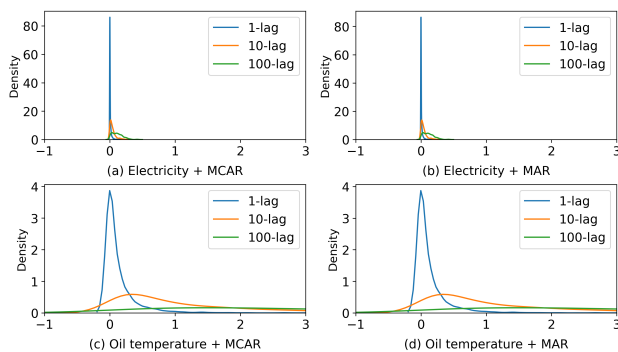 80
60
40
20
0
Density
1-lag
10-lag
100-lag
−1 0 1 2 3
(a) Electricity + MCAR
80
60
40
20
0
Density
1-lag
10-lag
100-lag
−1 0 1 2 3
(b) Electricity + MAR
4
3
2
1
0
Density
1-lag
10-lag
100-lag
−1 0 1 2 3
(c) Oil temperature + MCAR
4
3
2
1
0
Density
1-lag
10-lag
100-lag
−1 0 1 2 3
(d) Oil temperature + MAR